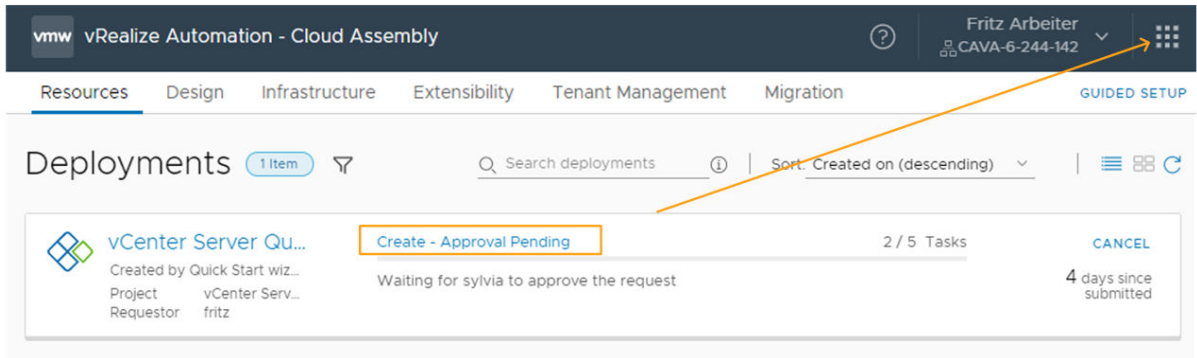 vmw vRealize Automation - Cloud Assembly
Fritz Arbeiter
CAVA-6-244-142
Resources Design Infrastructure Extensibility Tenant Management Migration GUIDED SETUP
Deployments 1 Item Search deployments Sort: Created on (descending)
vCenter Server Qu... Create - Approval Pending 2 / 5 Tasks CANCEL
Created by Quick Start wiz... Waiting for sylvia to approve the request 4 days since
Project vCenter Serv... submitted
Requestor fritz